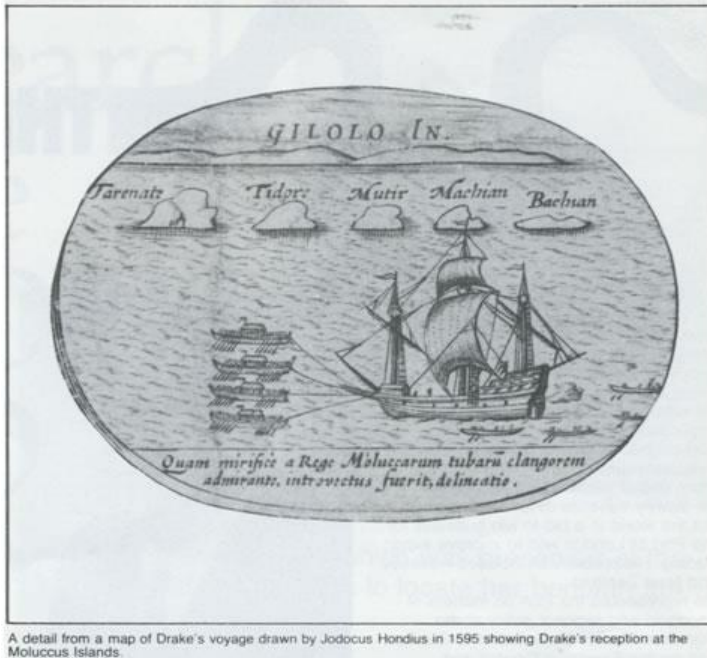 GILOLO IN.
Tarenate Tidore Mutir Machian Bachian
Quam mirifice a Rege Moluccarum tubarū clangorem
admirante, introvectus fuerit, delineatio.
A detail from a map of Drake's voyage drawn by Jodocus Hondius in 1595 showing Drake's reception at the
Moluccus Islands.